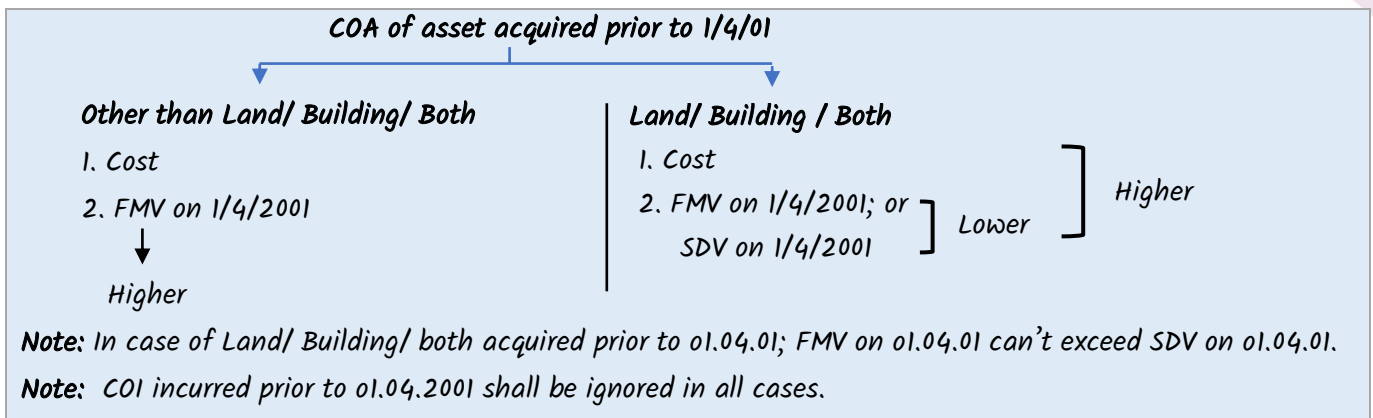 COA of asset acquired prior to 1/4/01
Other than Land/ Building/ Both
1. Cost
2. FMV on 1/4/2001
Higher
Land/ Building / Both
1. Cost
2. FMV on 1/4/2001; or
SDV on 1/4/2001
Lower
Higher
Note: In case of Land/ Building/ both acquired prior to 01.04.01; FMV on 01.04.01 can't exceed SDV on 01.04.01.
Note: COI incurred prior to 01.04.2001 shall be ignored in all cases.